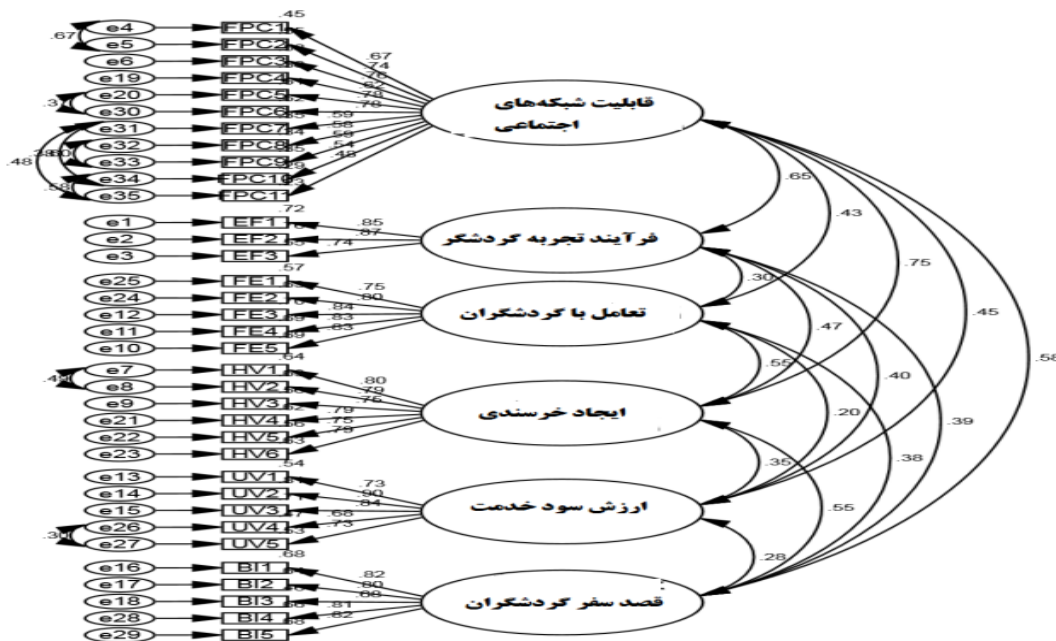 .45
e4 FPC1
.67
e5 FPC2
e6 FPC3
e19 FPC4
e20 FPC5
e30 FPC6
e31 FPC7
e32 FPC8
e33 FPC9
e34 FPC10
e35 FPC11
.48
.58
.67
.74
.78
.59
.58
.59
.54
.48
قابلیت شبکه‌های
اجتماعی
.72
e1 EF1
e2 EF2
e3 EF3
.85
.87
.74
فرآیند تجربه گردشگر
.57
e25 FE1
e24 FE2
e12 FE3
e11 FE4
e10 FE5
.75
.80
.84
.83
.83
تعامل با گردشگران
.64
e7 HV1
.49
e8 HV2
e9 HV3
e21 HV4
e22 HV5
e23 HV6
.80
.79
.75
.79
.75
.79
ایجاد خرسندی
.54
e13 UV1
e14 UV2
e15 UV3
e26 UV4
.30
e27 UV5
.73
.90
.84
.68
.73
ارزش سود خدمت
.68
e16 BI1
e17 BI2
e18 BI3
e28 BI4
e29 BI5
.82
.80
.81
.82
قصد سفر گردشگران
.65
.43
.75
.45
.58
.30
.47
.40
.39
.55
.20
.38
.35
.55
.28